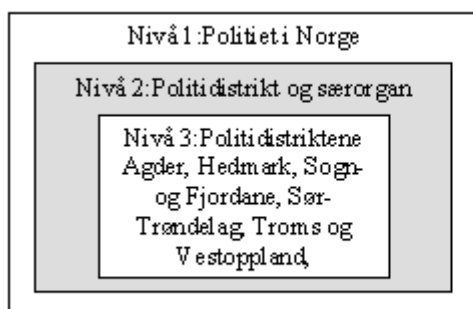 Nivå 1:Politiet i Norge
Nivå 2:Politidistrikt og særorgan
Nivå 3:Politidistriktene
Agder, Hedmark, Sogn-
og Fjordane, Sør-
Trøndelag, Troms og
Vestoppland,